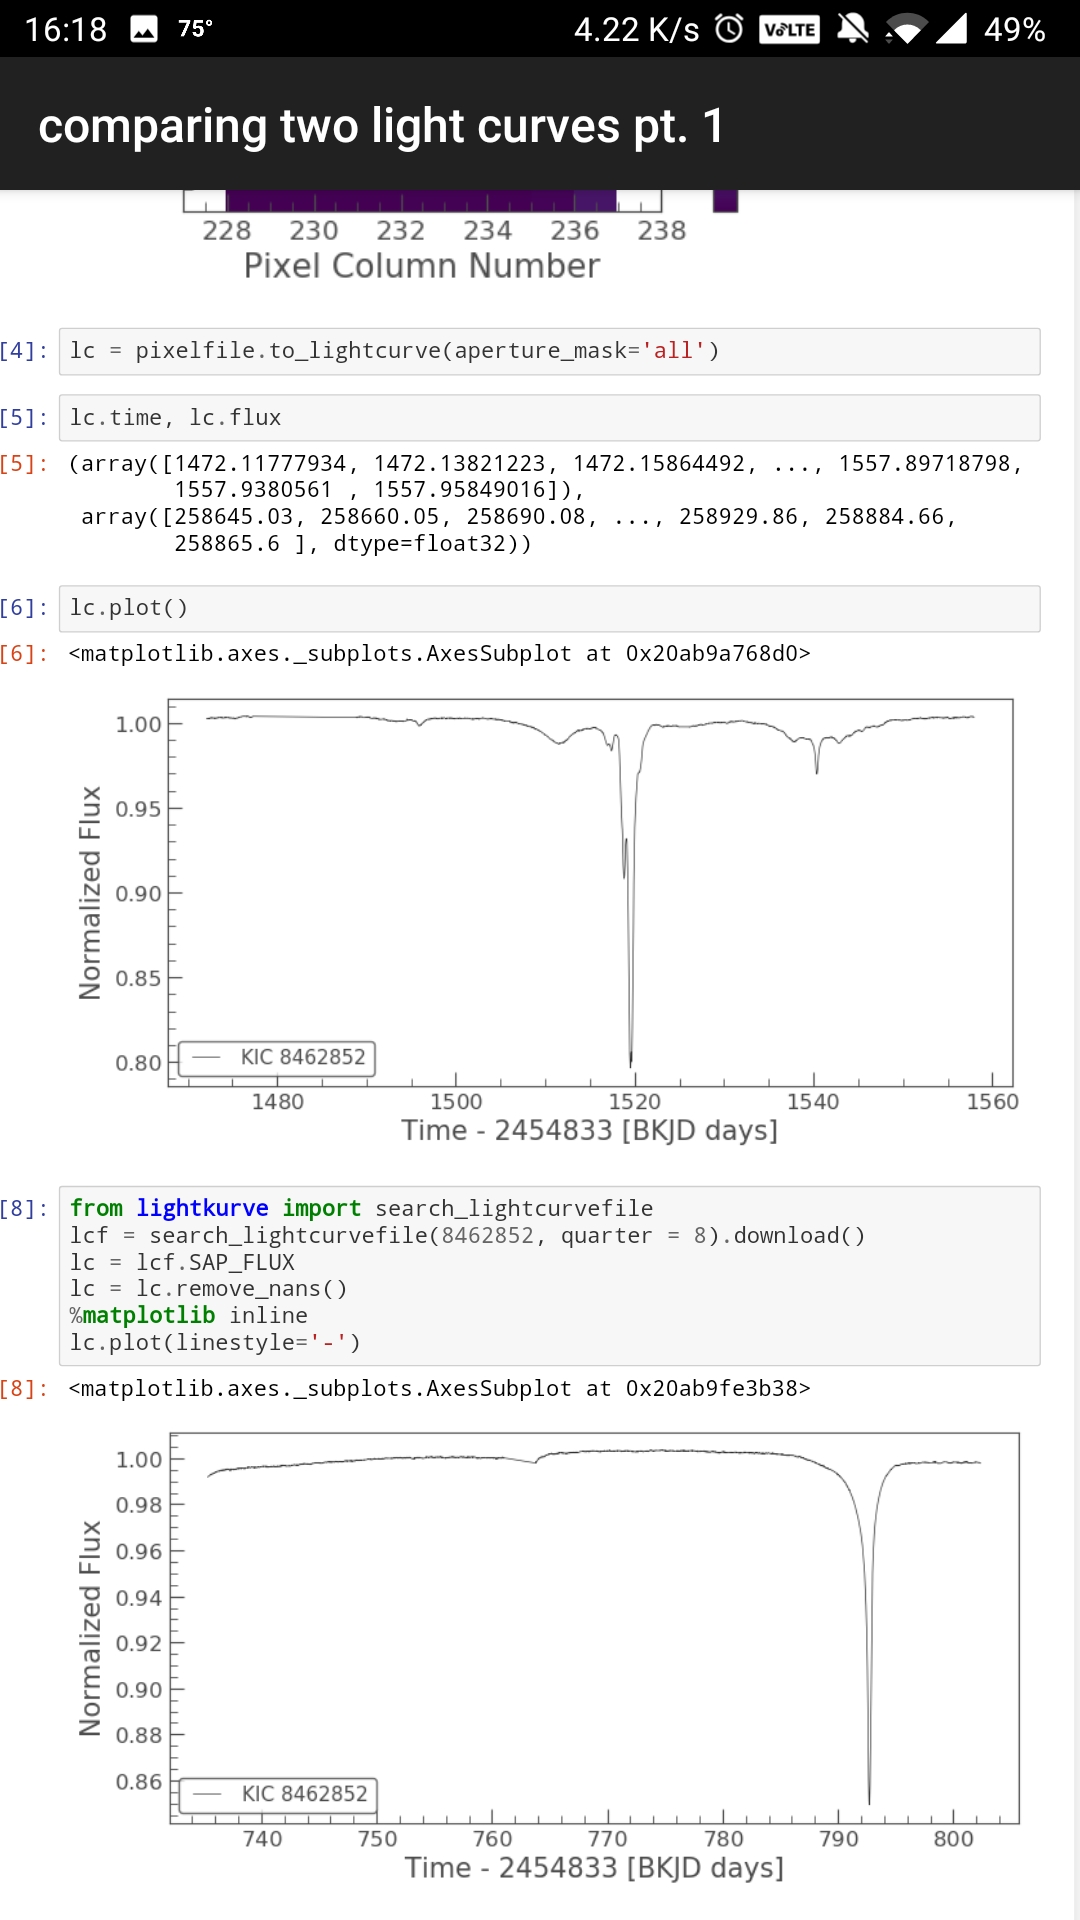 16:18 75° 4.22 K/s VoLTE 49%
comparing two light curves pt. 1
228 230 232 234 236 238
Pixel Column Number
[4]: lc = pixelfile.to_lightcurve(aperture_mask='all')
[5]: lc.time, lc.flux
[5]: (array([1472.11777934, 1472.13821223, 1472.15864492, ..., 1557.89718798,
1557.9380561 , 1557.95849016]),
array([258645.03, 258660.05, 258690.08, ..., 258929.86, 258884.66,
258865.6 ], dtype=float32))
[6]: lc.plot()
[6]: <matplotlib.axes._subplots.AxesSubplot at 0x20ab9a768d0>
1.00
0.95
0.90
0.85
0.80
Normalized Flux
KIC 8462852
1480 1500 1520 1540 1560
Time - 2454833 [BKJD days]
[8]: from lightkurve import search_lightcurvefile
lcf = search_lightcurvefile(8462852, quarter = 8).download()
lc = lcf.SAP_FLUX
lc = lc.remove_nans()
%matplotlib inline
lc.plot(linestyle='-')
[8]: <matplotlib.axes._subplots.AxesSubplot at 0x20ab9fe3b38>
1.00
0.98
0.96
0.94
0.92
0.90
0.88
0.86
Normalized Flux
KIC 8462852
740 750 760 770 780 790 800
Time - 2454833 [BKJD days]